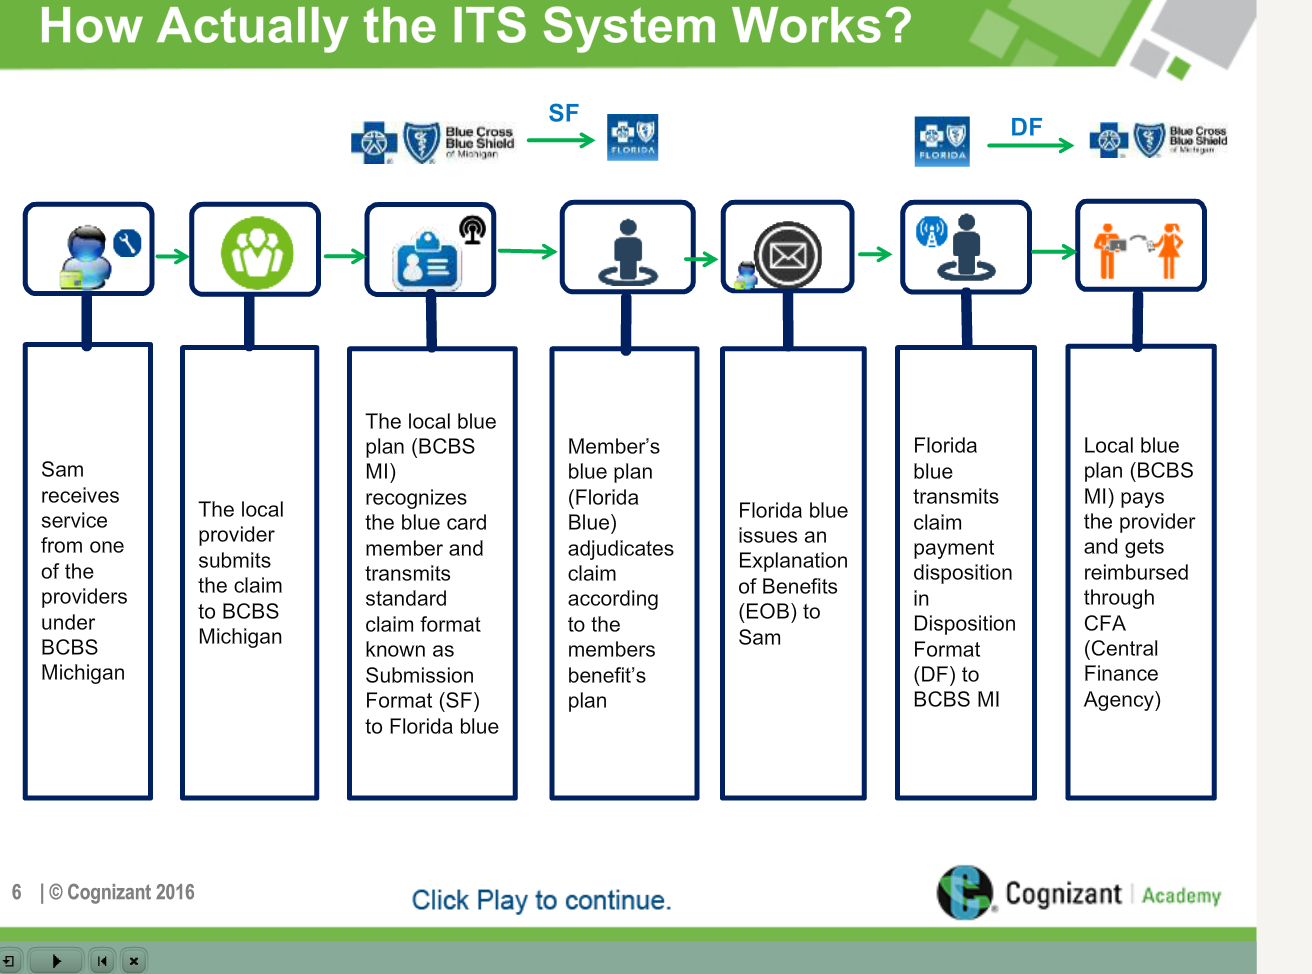 How Actually the ITS System Works?
SF
DF
Blue Cross
Blue Shield
of Michigan
FLORIDA
FLORIDA
Blue Cross
Blue Shield
of Michigan
Sam
receives
service
from one
of the
providers
under
BCBS
Michigan
The local
provider
submits
the claim
to BCBS
Michigan
The local blue
plan (BCBS
MI)
recognizes
the blue card
member and
transmits
standard
claim format
known as
Submission
Format (SF)
to Florida blue
Member’s
blue plan
(Florida
Blue)
adjudicates
claim
according
to the
members
benefit’s
plan
Florida blue
issues an
Explanation
of Benefits
(EOB) to
Sam
Florida
blue
transmits
claim
payment
disposition
in
Disposition
Format
(DF) to
BCBS MI
Local blue
plan (BCBS
MI) pays
the provider
and gets
reimbursed
through
CFA
(Central
Finance
Agency)
6 | © Cognizant 2016
Click Play to continue.
Cognizant | Academy